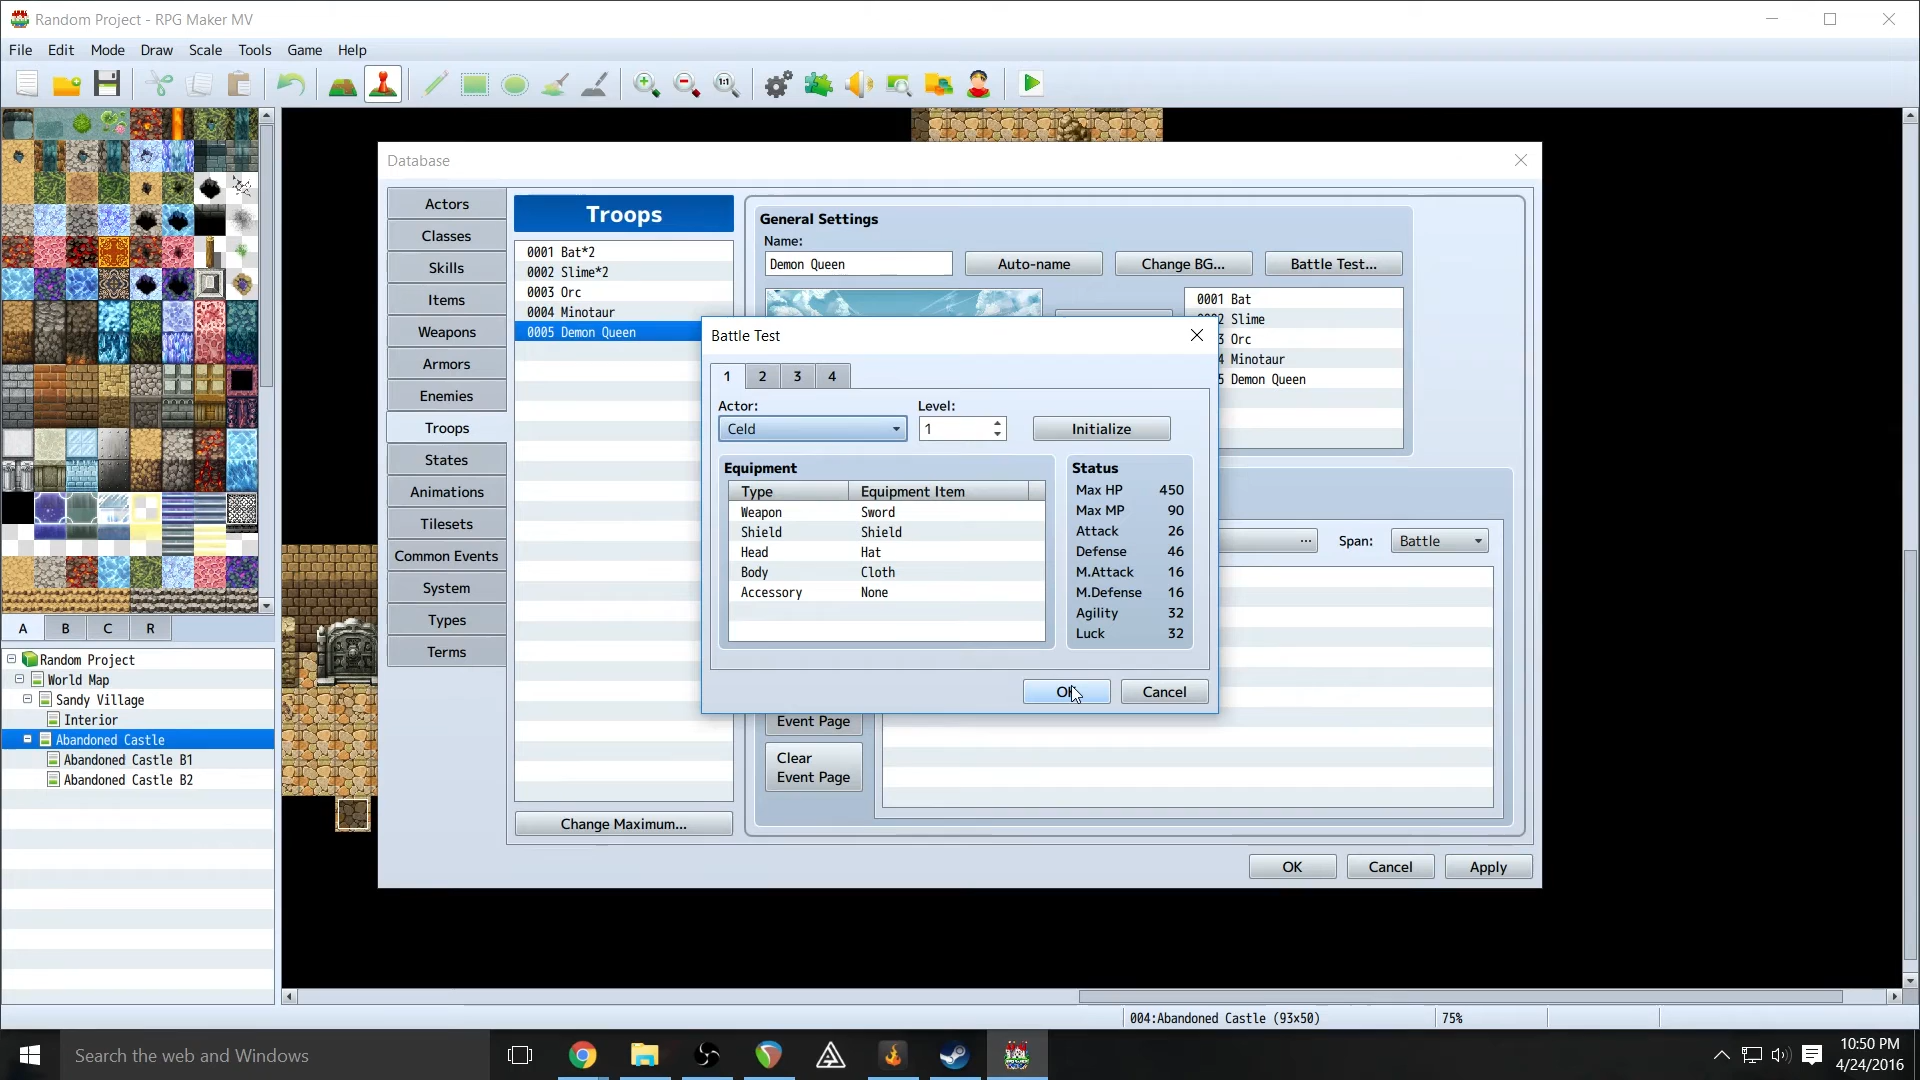 Random Project - RPG Maker MV
File Edit Mode Draw Scale Tools Game Help
1:1
Database
Actors
Classes
Skills
Items
Weapons
Armors
Enemies
Troops
States
Animations
Tilesets
Common Events
System
Types
Terms
Troops
0001 Bat*2
0002 Slime*2
0003 Orc
0004 Minotaur
0005 Demon Queen
Change Maximum...
General Settings
Name:
Demon Queen
Auto-name
Change BG...
Battle Test...
0001 Bat
2 Slime
3 Orc
4 Minotaur
5 Demon Queen
Battle Test
1 2 3 4
Actor:
Level:
Celd
1
Initialize
Equipment
Type Equipment Item
Weapon Sword
Shield Shield
Head Hat
Body Cloth
Accessory None
Status
Max HP 450
Max MP 90
Attack 26
Defense 46
M.Attack 16
M.Defense 16
Agility 32
Luck 32
OK
Cancel
...
Span:
Battle
Event Page
Clear
Event Page
OK
Cancel
Apply
A B C R
Random Project
World Map
Sandy Village
Interior
Abandoned Castle
Abandoned Castle B1
Abandoned Castle B2
004:Abandoned Castle (93x50)
75%
Search the web and Windows
10:50 PM
4/24/2016